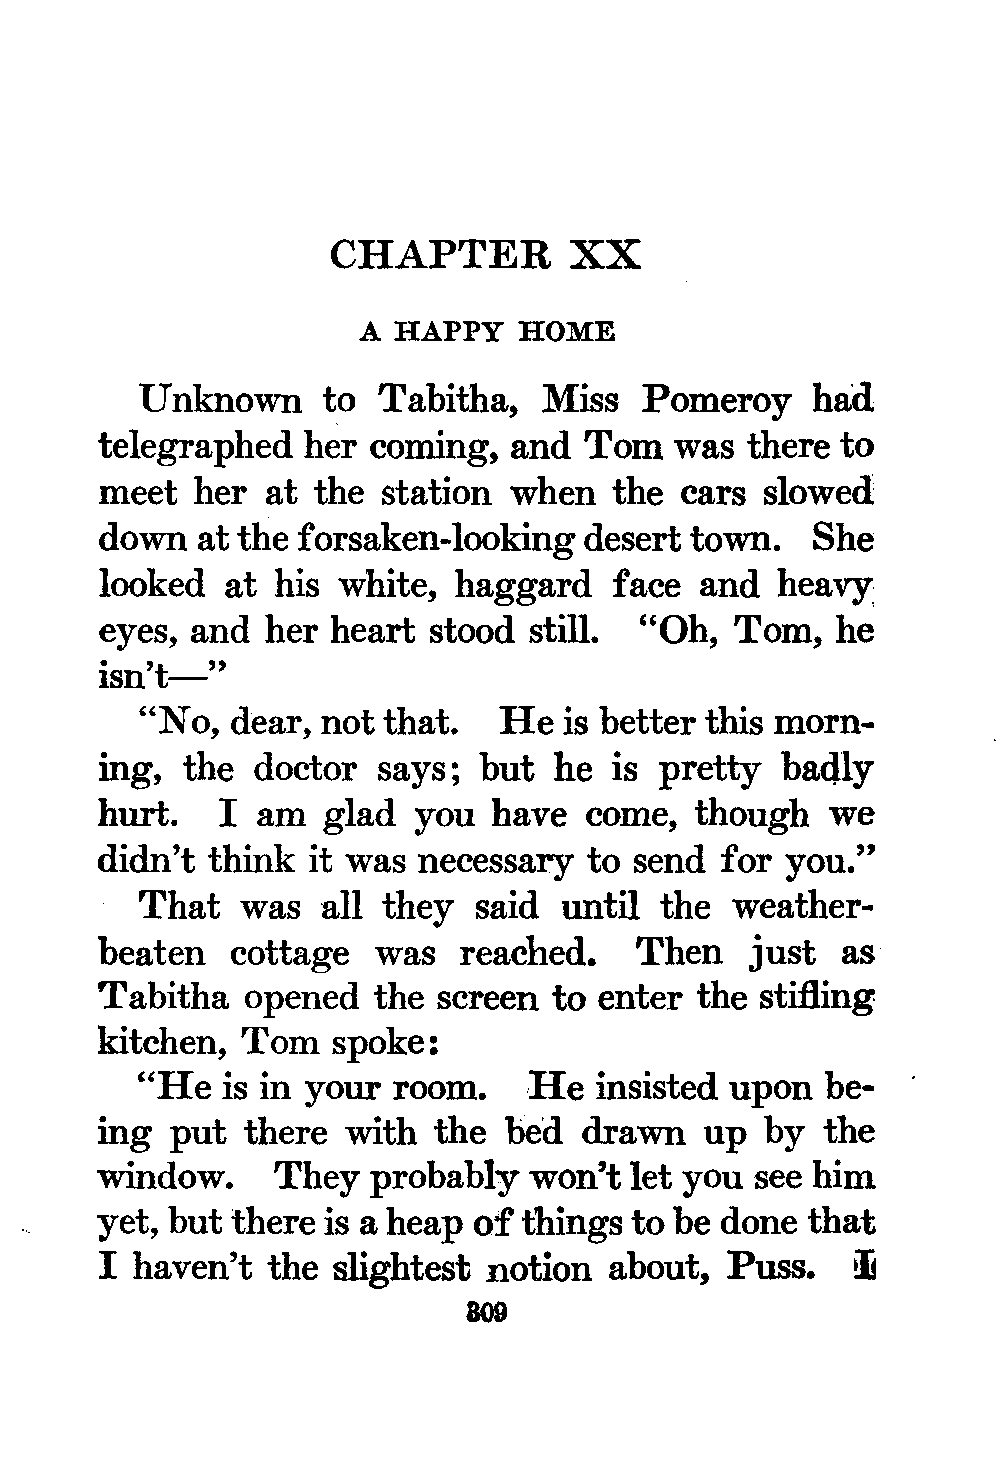 CHAPTER XX
A HAPPY HOME
Unknown to Tabitha, Miss Pomeroy had
telegraphed her coming, and Tom was there to
meet her at the station when the cars slowed
down at the forsaken-looking desert town. She
looked at his white, haggard face and heavy
eyes, and her heart stood still. “Oh, Tom, he
isn’t—”
“No, dear, not that. He is better this morn-
ing, the doctor says; but he is pretty badly
hurt. I am glad you have come, though we
didn’t think it was necessary to send for you.”
That was all they said until the weather-
beaten cottage was reached. Then just as
Tabitha opened the screen to enter the stifling
kitchen, Tom spoke:
“He is in your room. He insisted upon be-
ing put there with the bed drawn up by the
window. They probably won’t let you see him
yet, but there is a heap of things to be done that
I haven’t the slightest notion about, Puss. I
309